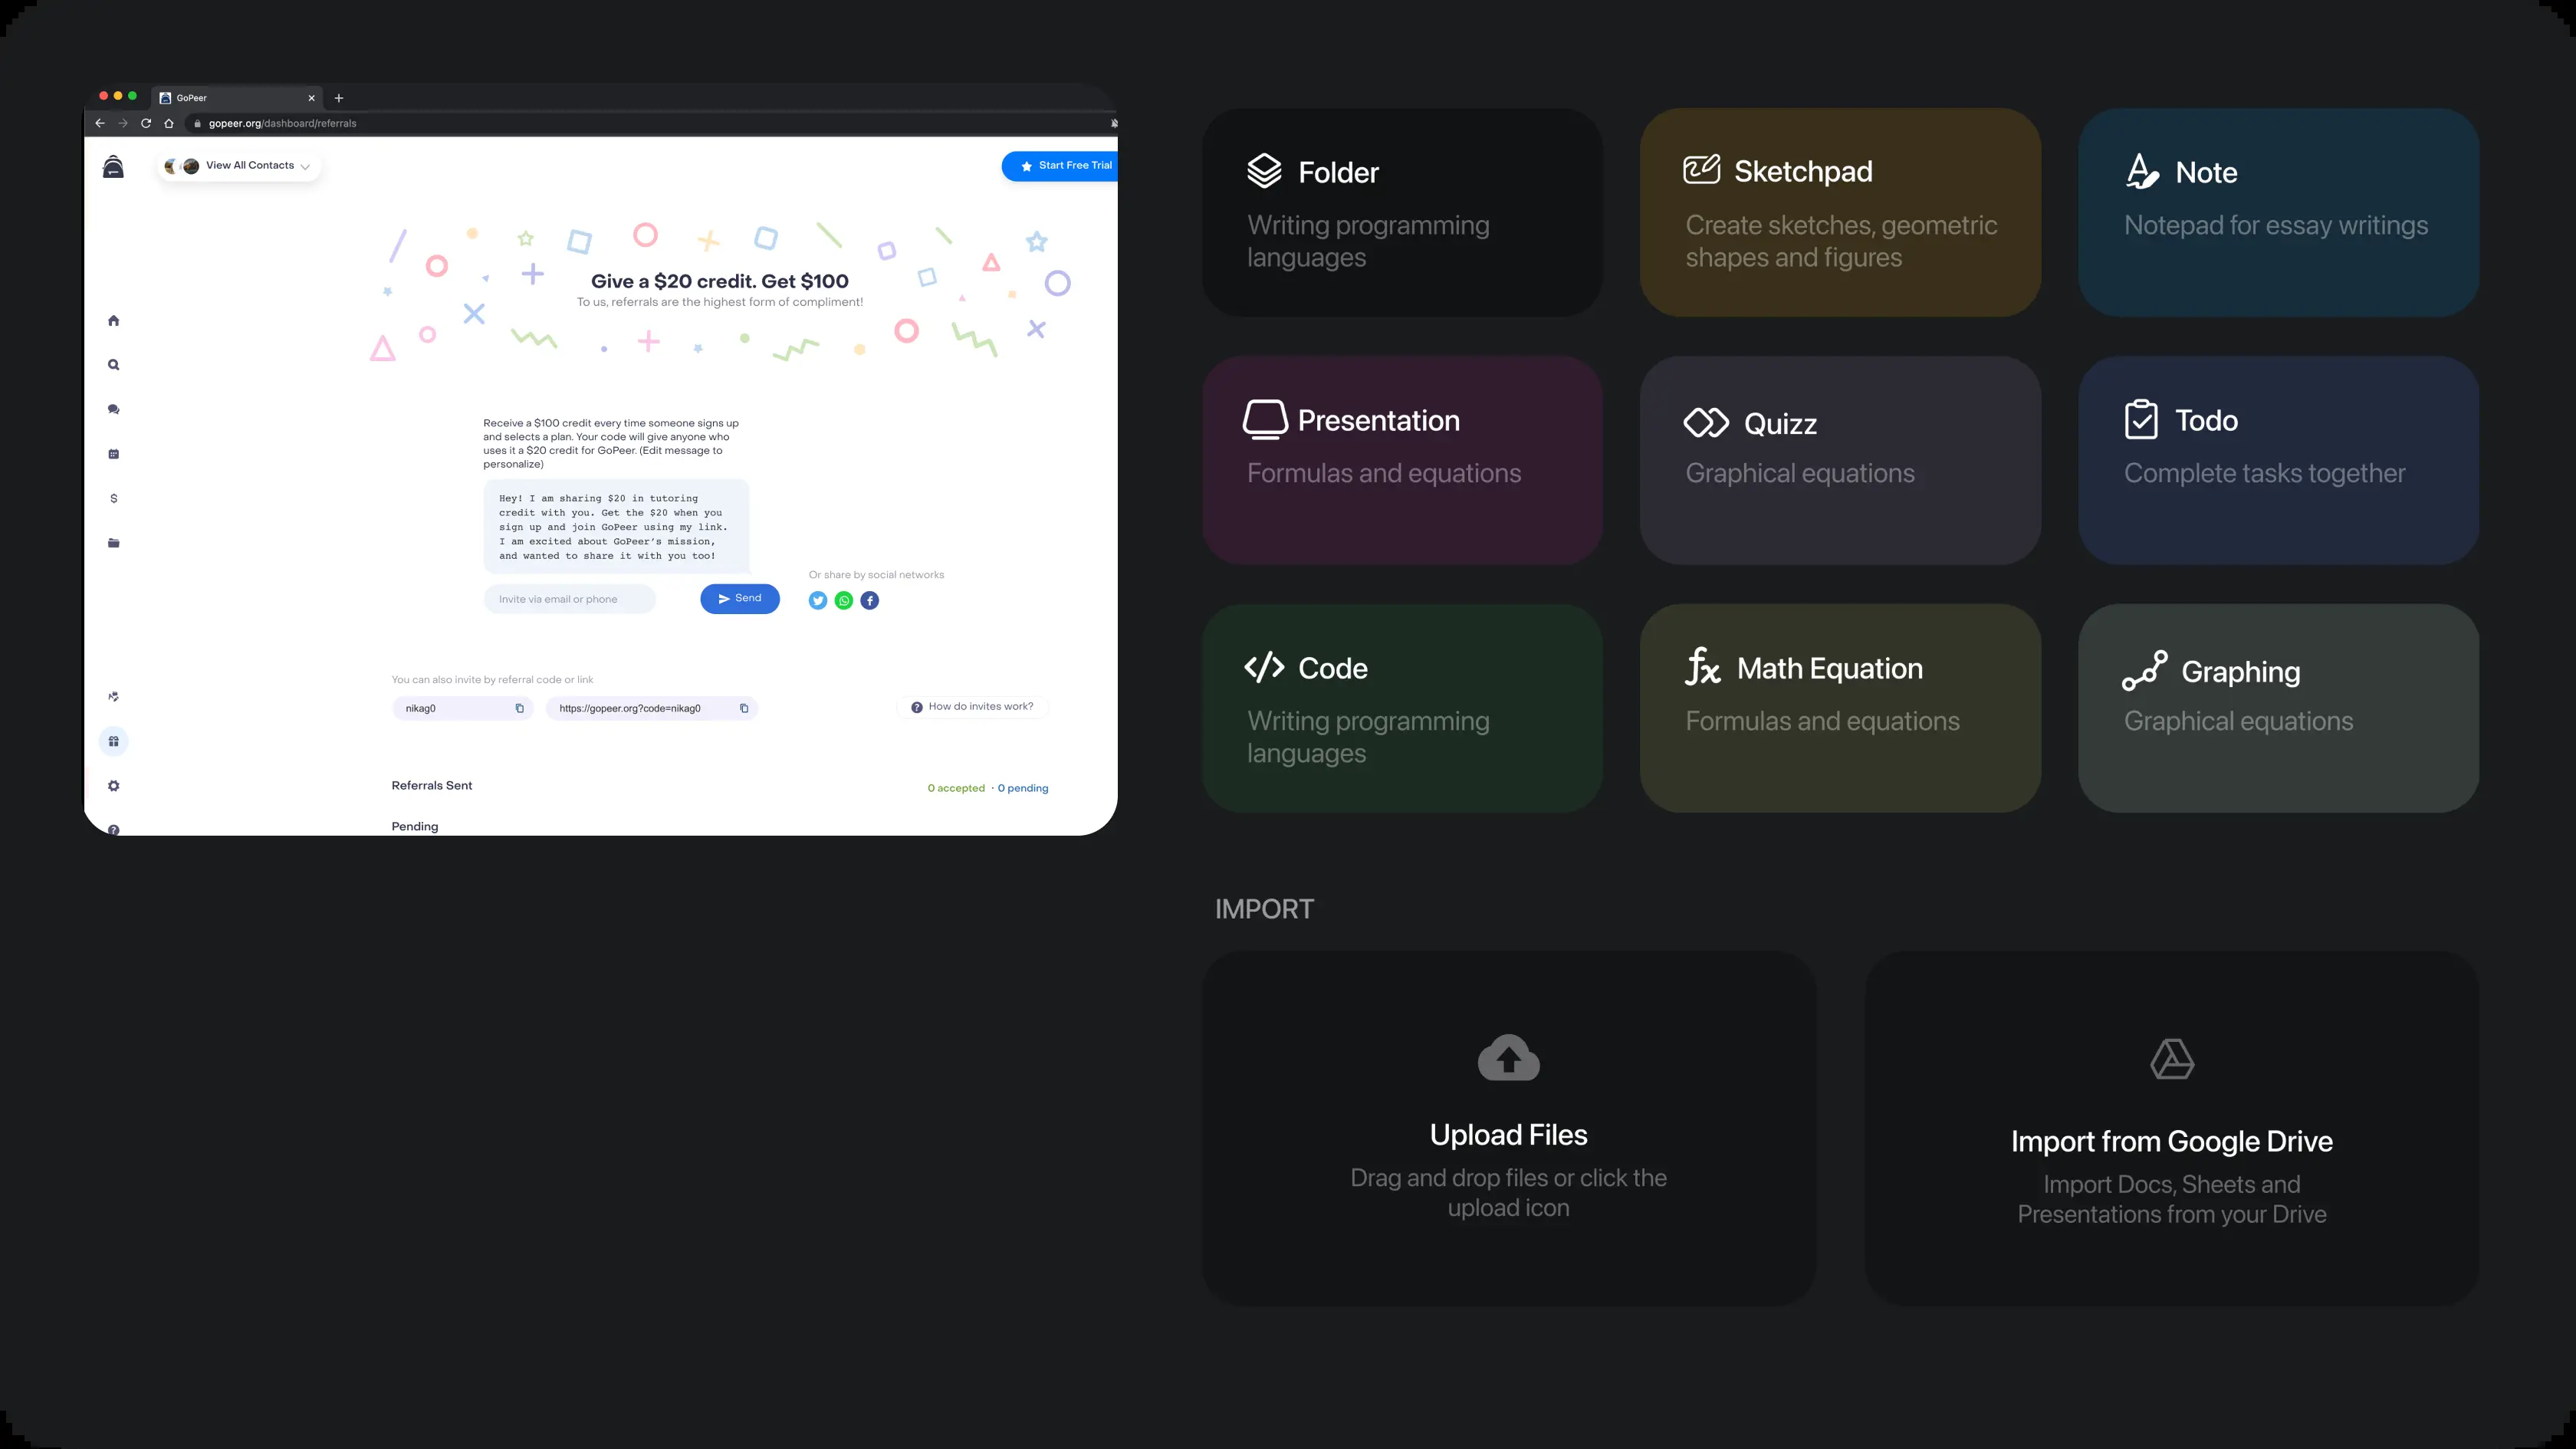 GoPeer
gopeer.org/dashboard/referrals
View All Contacts
Start Free Trial
Give a $20 credit. Get $100
To us, referrals are the highest form of compliment!
Receive a $100 credit every time someone signs up
and selects a plan. Your code will give anyone who
uses it a $20 credit for GoPeer. (Edit message to
personalize)
Hey! I am sharing $20 in tutoring
credit with you. Get the $20 when you
sign up and join GoPeer using my link.
I am excited about GoPeer's mission,
and wanted to share it with you too!
Invite via email or phone
Send
Or share by social networks
You can also invite by referral code or link
nikag0
https://gopeer.org?code=nikag0
How do invites work?
Referrals Sent
0 accepted · 0 pending
Pending
Folder
Writing programming
languages
Sketchpad
Create sketches, geometric
shapes and figures
Note
Notepad for essay writings
Presentation
Formulas and equations
Quizz
Graphical equations
Todo
Complete tasks together
Code
Writing programming
languages
Math Equation
Formulas and equations
Graphing
Graphical equations
IMPORT
Upload Files
Drag and drop files or click the
upload icon
Import from Google Drive
Import Docs, Sheets and
Presentations from your Drive